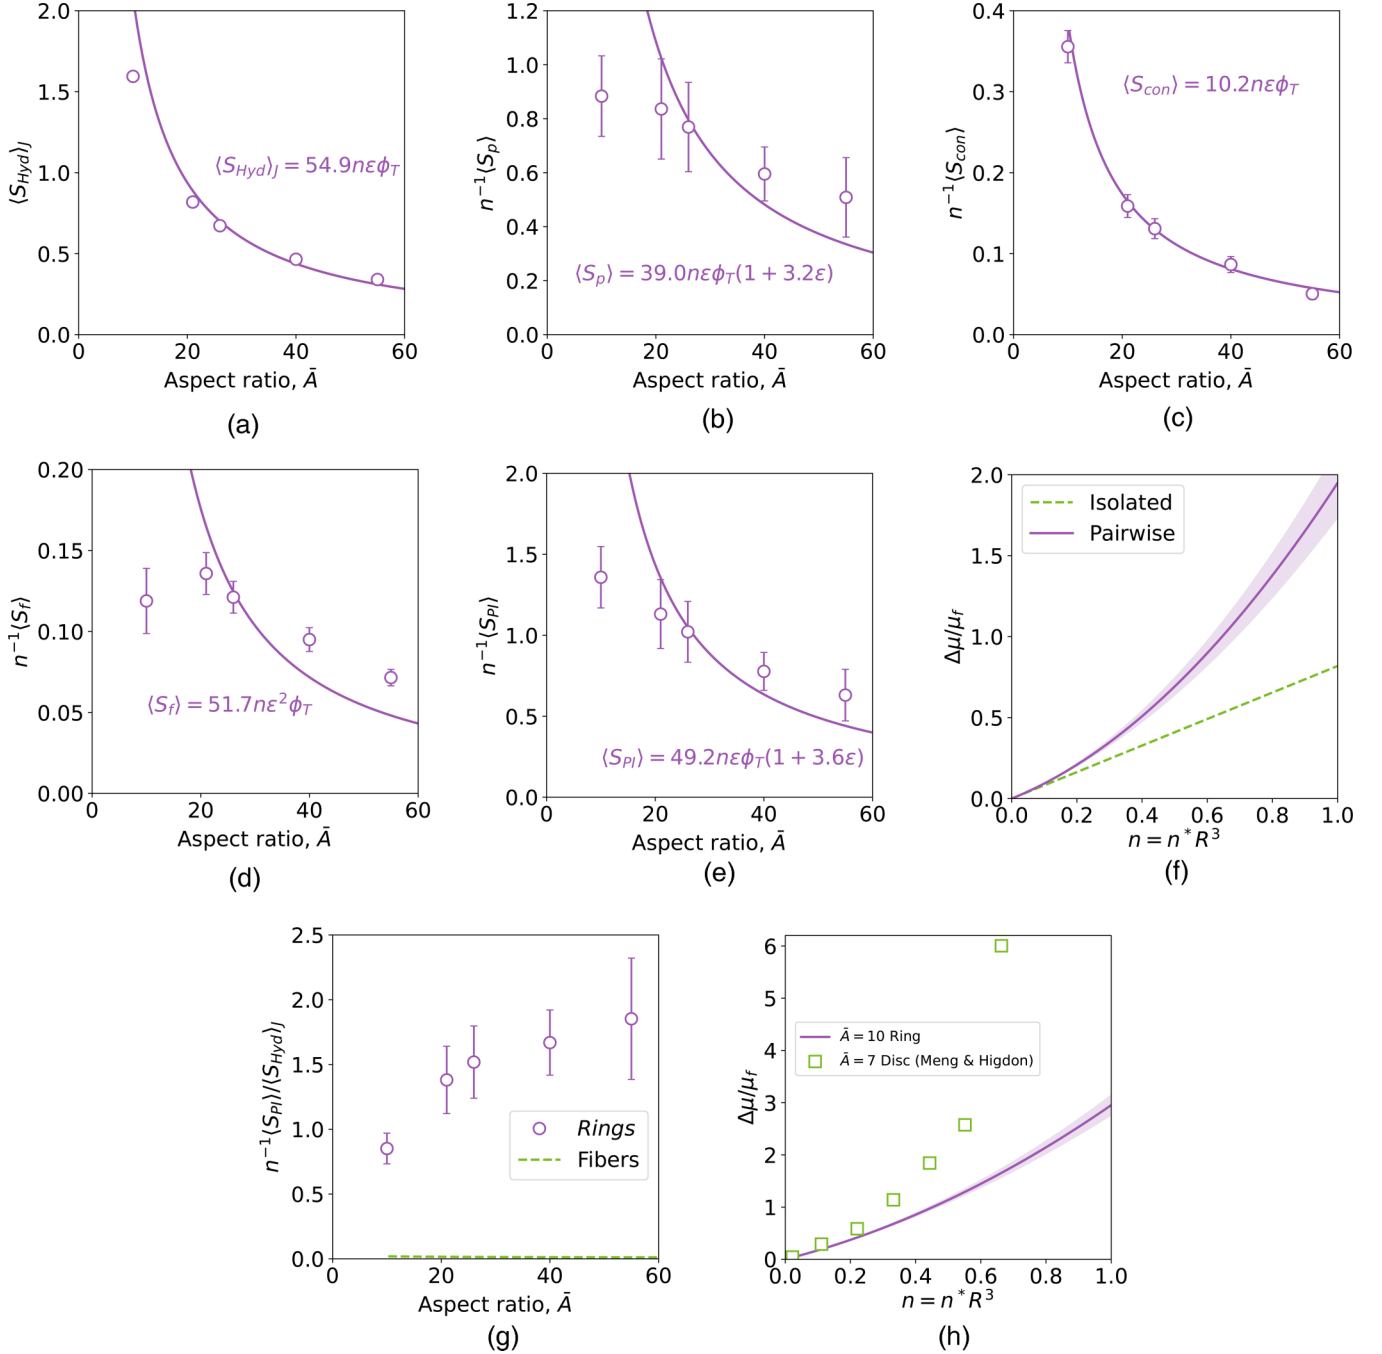 2.0
1.5
1.0
0.5
0.0
0 20 40 60
⟨S_Hyd⟩_J
⟨S_Hyd⟩_J = 54.9nεϕ_T
Aspect ratio, Ā
(a)
1.2
1.0
0.8
0.6
0.4
0.2
0.0
0 20 40 60
n⁻¹⟨S_p⟩
⟨S_p⟩ = 39.0nεϕ_T(1 + 3.2ε)
Aspect ratio, Ā
(b)
0.4
0.3
0.2
0.1
0.0
0 20 40 60
n⁻¹⟨S_con⟩
⟨S_con⟩ = 10.2nεϕ_T
Aspect ratio, Ā
(c)
0.20
0.15
0.10
0.05
0.00
0 20 40 60
n⁻¹⟨S_f⟩
⟨S_f⟩ = 51.7nε²ϕ_T
Aspect ratio, Ā
(d)
2.0
1.5
1.0
0.5
0.0
0 20 40 60
n⁻¹⟨S_PI⟩
⟨S_PI⟩ = 49.2nεϕ_T(1 + 3.6ε)
Aspect ratio, Ā
(e)
2.0
1.5
1.0
0.5
0.0
0.0 0.2 0.4 0.6 0.8 1.0
Δμ/μ_f
Isolated
Pairwise
n = n*R³
(f)
2.5
2.0
1.5
1.0
0.5
0.0
0 20 40 60
n⁻¹⟨S_PI⟩/⟨S_Hyd⟩_J
Rings
Fibers
Aspect ratio, Ā
(g)
6
5
4
3
2
1
0
0.0 0.2 0.4 0.6 0.8 1.0
Δμ/μ_f
Ā = 10 Ring
Ā = 7 Disc (Meng & Higdon)
n = n*R³
(h)